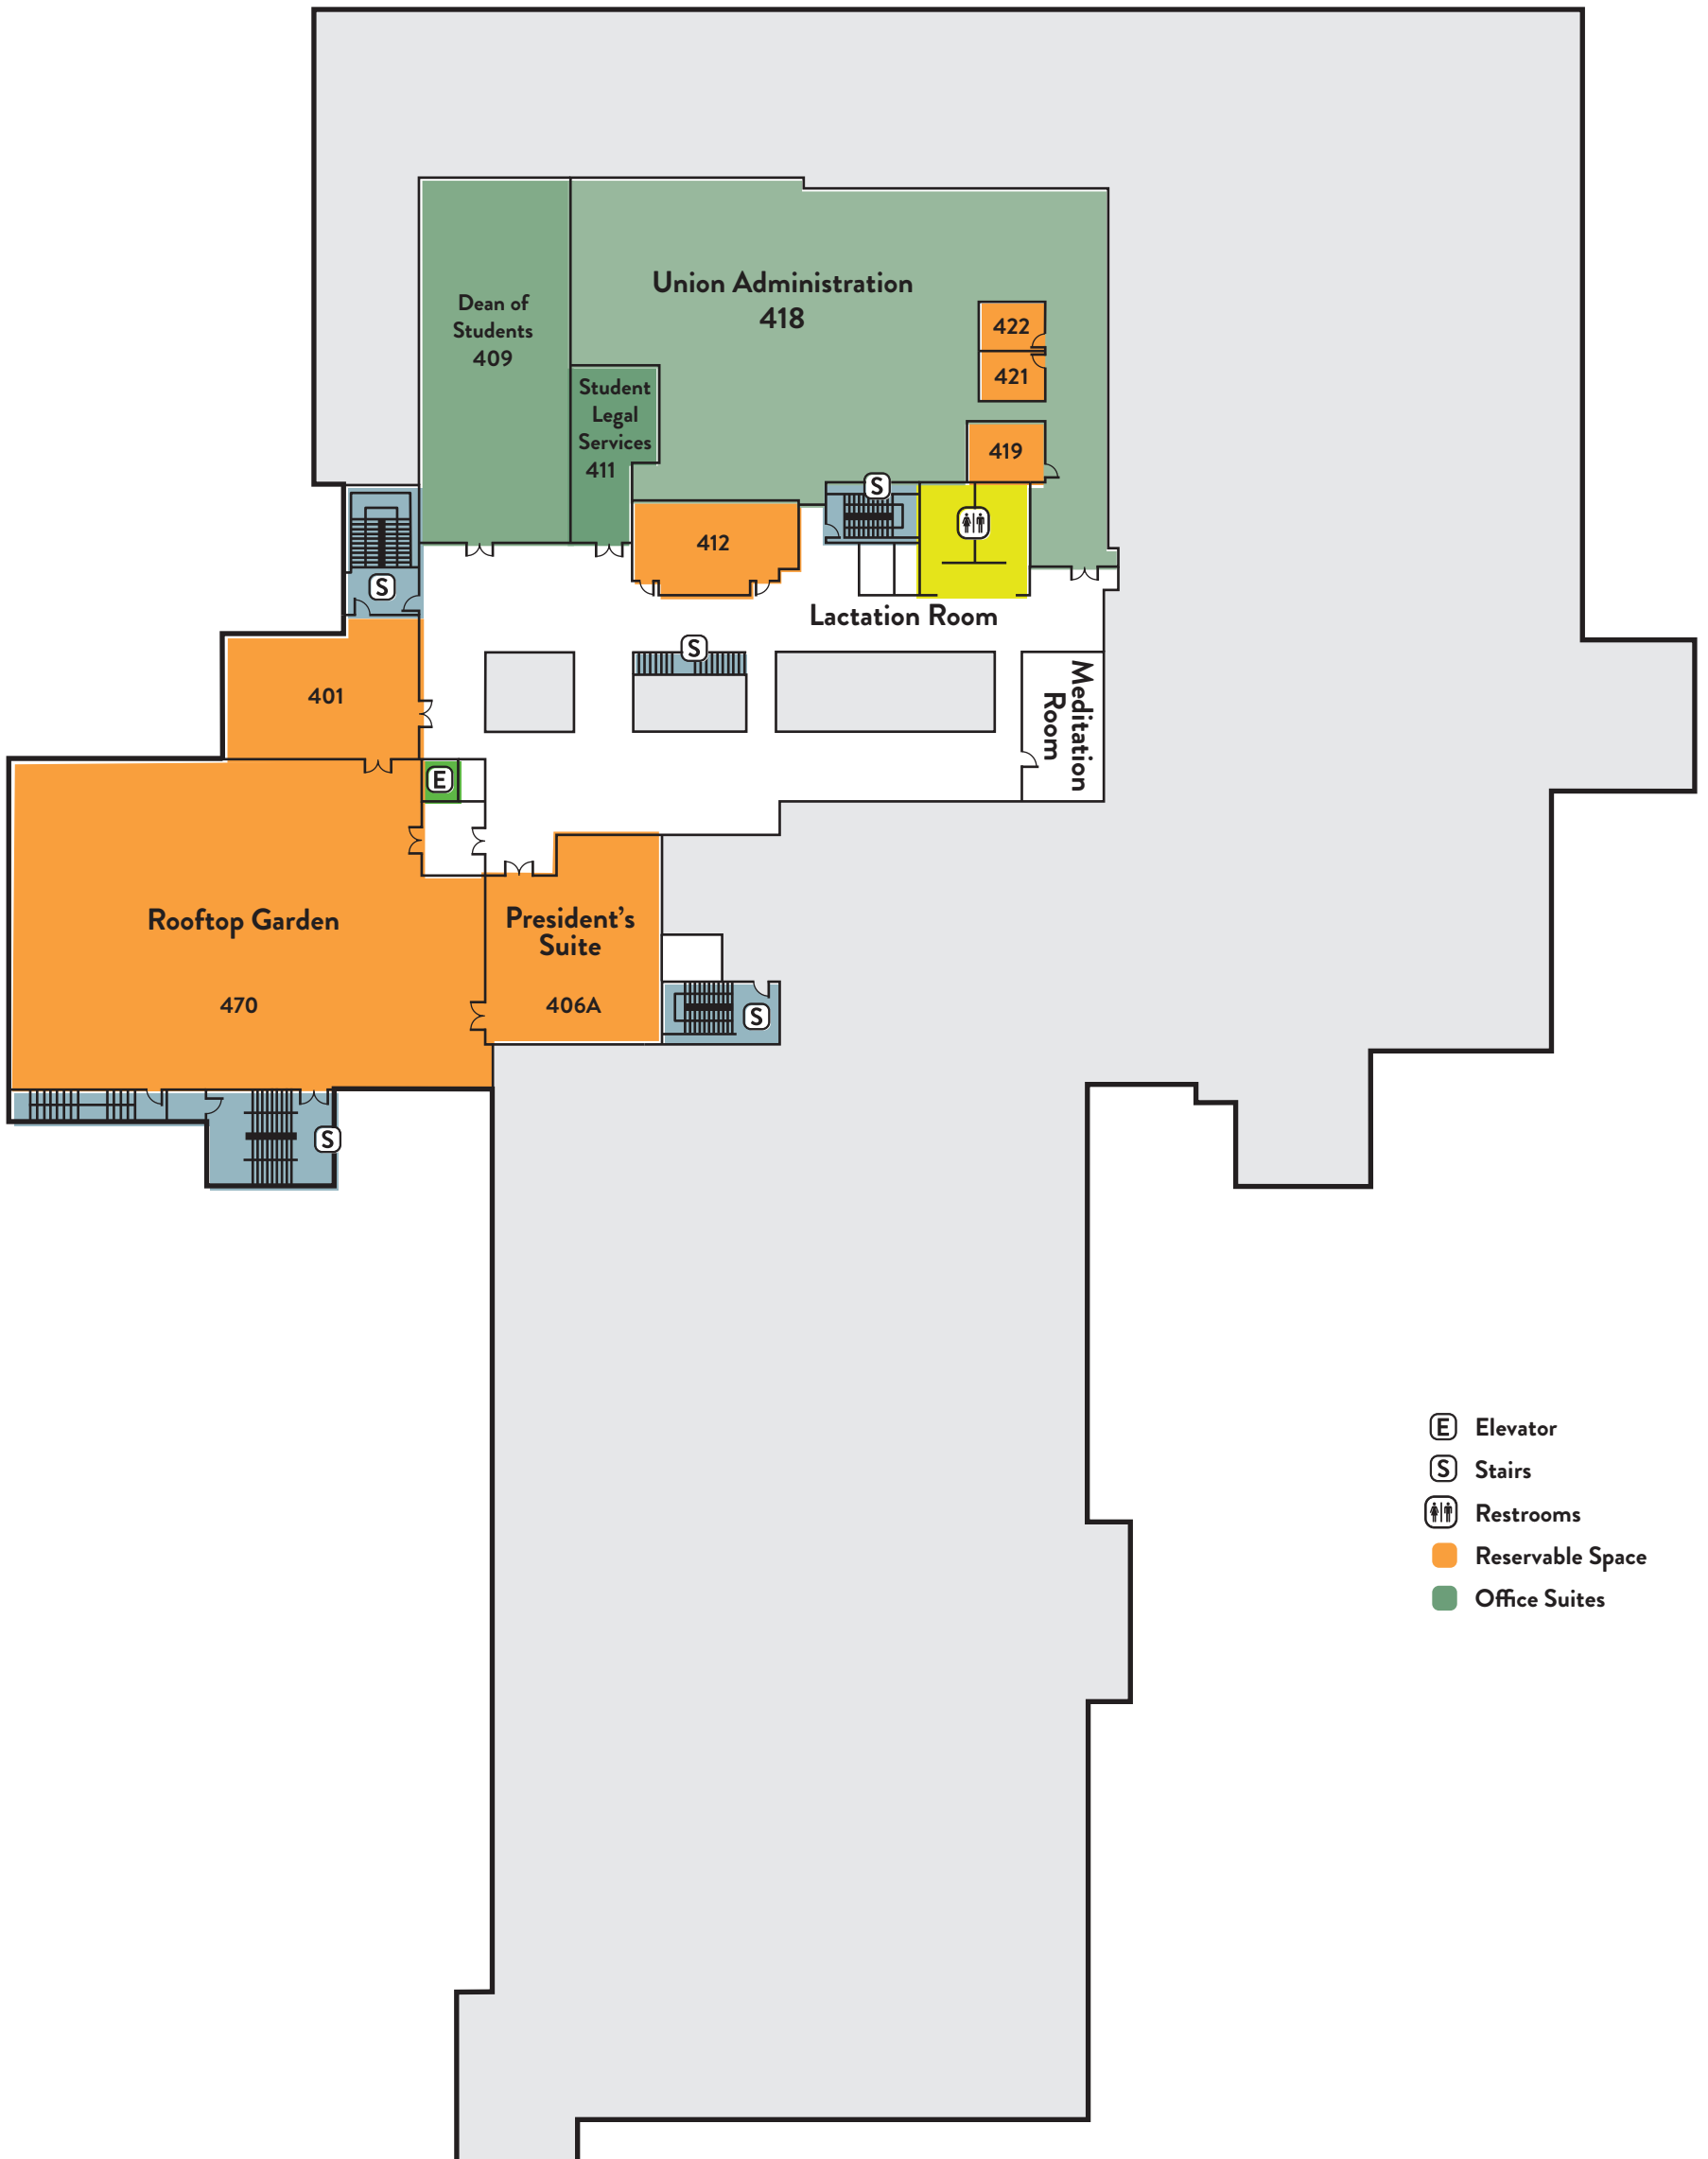 Union Administration
418
Dean of
Students
409
422
421
Student
Legal
Services
411
419
S
412
S
Lactation Room
S
Meditation
Room
401
E
Rooftop Garden
470
President's
Suite
406A
S
S
E Elevator
S Stairs
Restrooms
Reservable Space
Office Suites